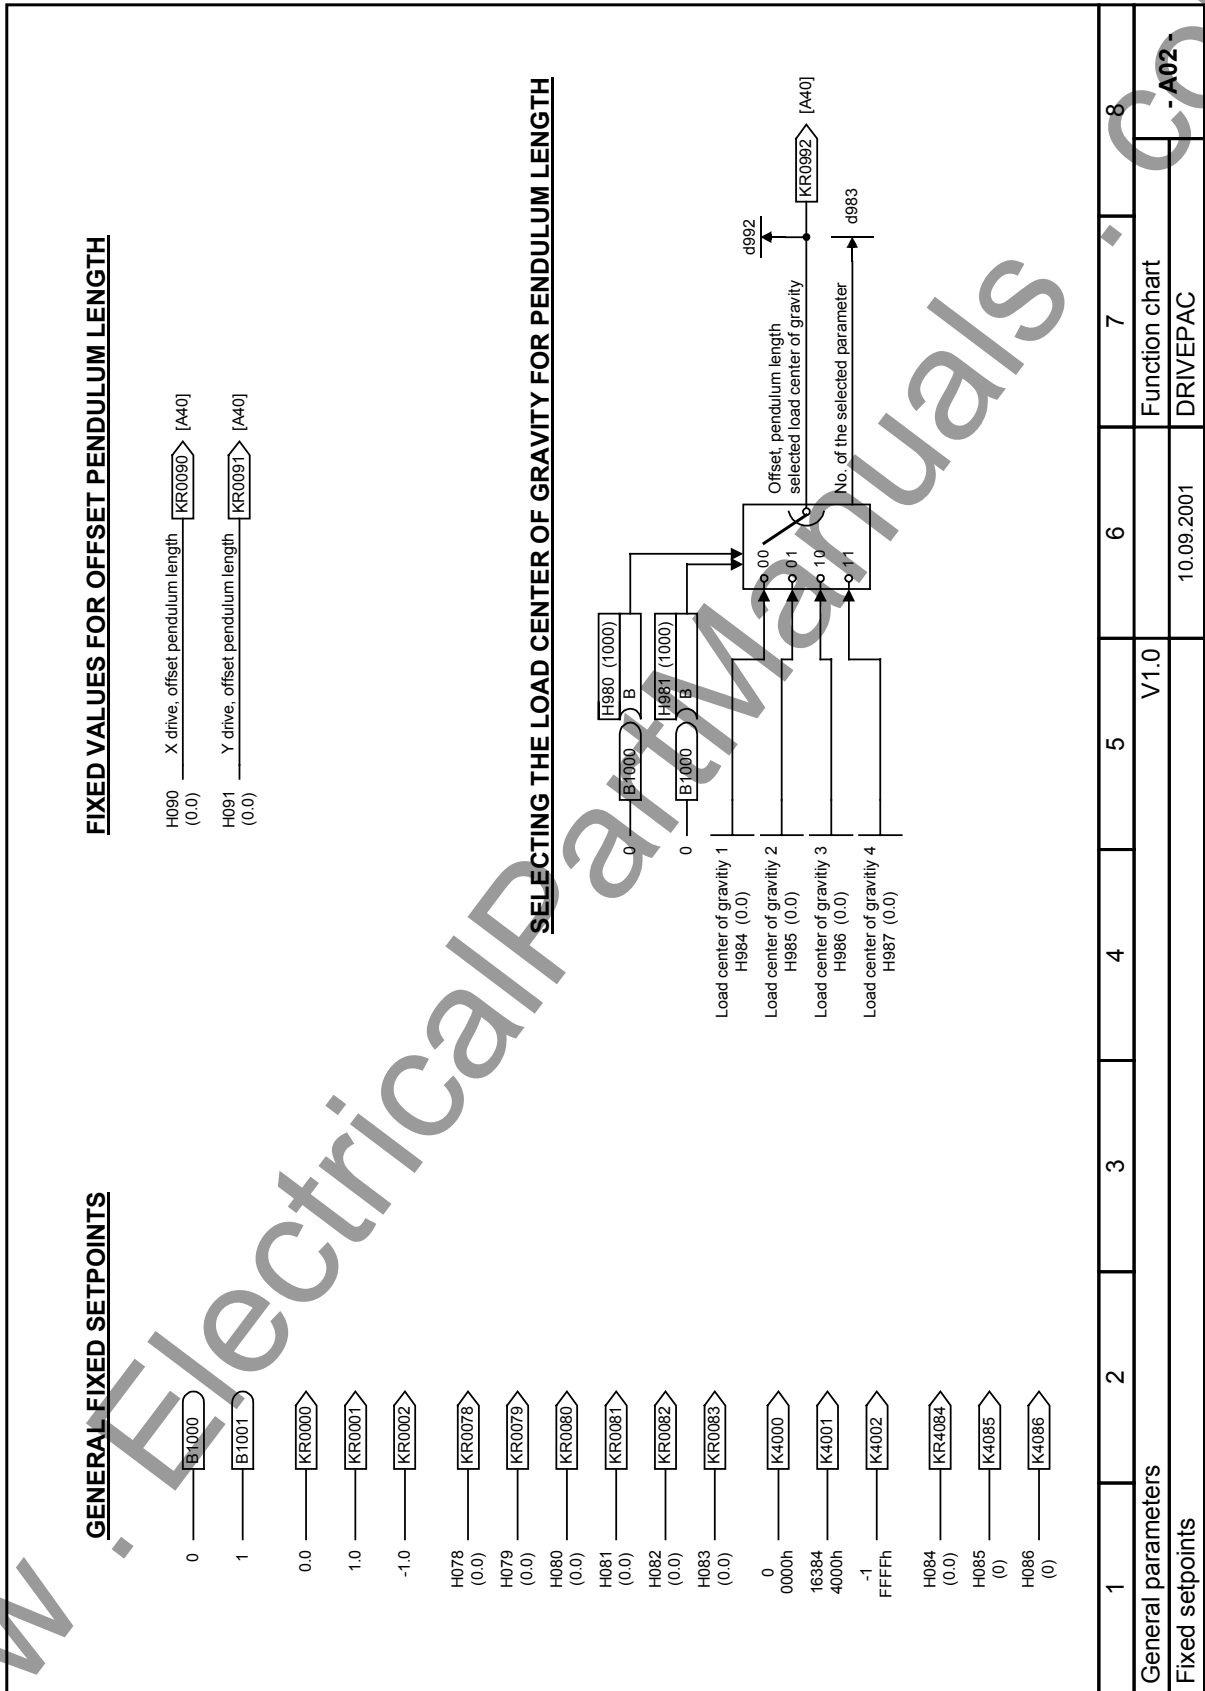 GENERAL FIXED SETPOINTS
0 B1000
1 B1001
0.0 KR0000
1.0 KR0001
-1.0 KR0002
H078
(0.0) KR0078
H079
(0.0) KR0079
H080
(0.0) KR0080
H081
(0.0) KR0081
H082
(0.0) KR0082
H083
(0.0) KR0083
0
0000h K4000
16384
4000h K4001
-1
FFFFh K4002
H084
(0.0) KR4084
H085
(0) K4085
H086
(0) K4086
FIXED VALUES FOR OFFSET PENDULUM LENGTH
H090 X drive, offset pendulum length KR0090 [A40]
(0.0)
H091 Y drive, offset pendulum length KR0091 [A40]
(0.0)
SELECTING THE LOAD CENTER OF GRAVITY FOR PENDULUM LENGTH
H980 (1000)
0 B1000 B
H981 (1000)
0 B1000 B
Load center of gravitiy 1
H984 (0.0)
Load center of gravitiy 2
H985 (0.0)
Load center of gravitiy 3
H986 (0.0)
Load center of gravitiy 4
H987 (0.0)
00
01
10
11
d992
Offset, pendulum length
selected load center of gravity
KR0992 [A40]
No. of the selected parameter
d983
1 2 3 4 5 6 7 8
General parameters V1.0 Function chart
Fixed setpoints 10.09.2001 DRIVEPAC
- A02 -
w . ElectricalPartManuals . co